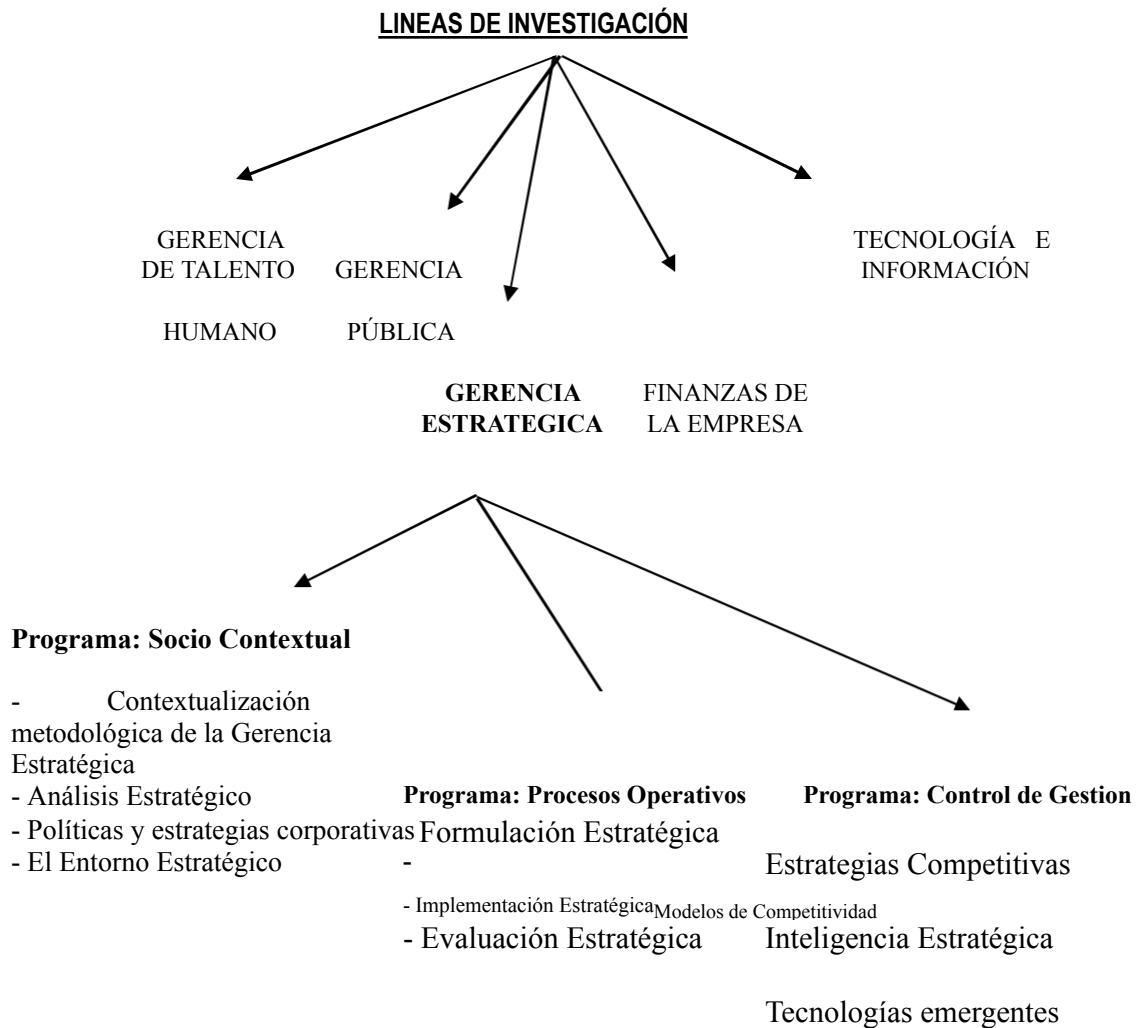 LINEAS DE INVESTIGACIÓN
GERENCIA
DE TALENTO
HUMANO
GERENCIA
PÚBLICA
GERENCIA
ESTRATEGICA
FINANZAS DE
LA EMPRESA
TECNOLOGÍA E
INFORMACIÓN
Programa: Socio Contextual
- Contextualización
metodológica de la Gerencia
Estratégica
- Análisis Estratégico
- Políticas y estrategias corporativas
- El Entorno Estratégico
Programa: Procesos Operativos
Formulación Estratégica
-
- Implementación Estratégica
- Evaluación Estratégica
Programa: Control de Gestion
Estrategias Competitivas
Modelos de Competitividad
Inteligencia Estratégica
Tecnologías emergentes